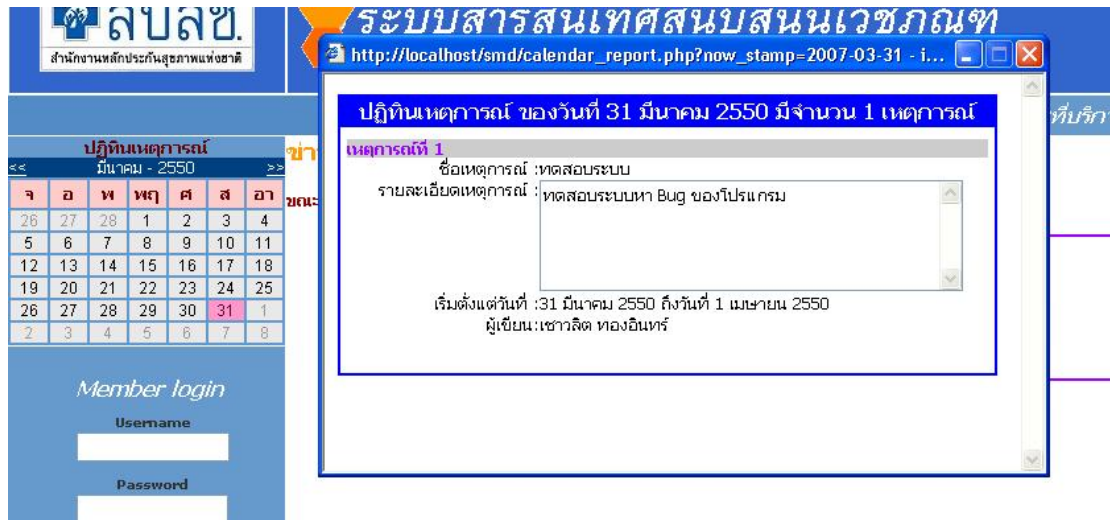 สปสช.
สำนักงานหลักประกันสุขภาพแห่งชาติ
ระบบสารสนเทศสนับสนุนเวชภัณฑ์
http://localhost/smd/calendar_report.php?now_stamp=2007-03-31 - i...
ปฏิทินเหตุการณ์ ของวันที่ 31 มีนาคม 2550 มีจำนวน 1 เหตุการณ์
เหตุการณ์ที่ 1
ชื่อเหตุการณ์ :ทดสอบระบบ
รายละเอียดเหตุการณ์ :ทดสอบระบบหา Bug ของโปรแกรม
เริ่มตั้งแต่วันที่ :31 มีนาคม 2550 ถึงวันที่ 1 เมษายน 2550
ผู้เขียน:เชาวลิต ทองอินทร์
ปฏิทินเหตุการณ์
<< มีนาคม - 2550 >>
จ อ พ พฤ ศ ส อา
26 27 28 1 2 3 4
5 6 7 8 9 10 11
12 13 14 15 16 17 18
19 20 21 22 23 24 25
26 27 28 29 30 31 1
2 3 4 5 6 7 8
Member login
Username
Password